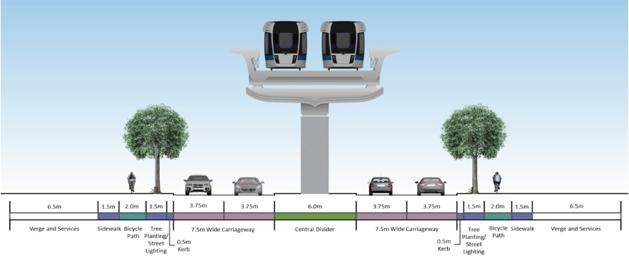 6.5m 1.5m 2.0m 1.5m 3.75m 3.75m 6.0m 3.75m 3.75m 1.5m 2.0m 1.5m 6.5m
Verge and Services Sidewalk Bicycle Path Tree Planting/ Street Lighting 7.5m Wide Carriageway Central Divider 7.5m Wide Carriageway Tree Planting/ Street Lighting Bicycle Path Sidewalk Verge and Services
0.5m Kerb 0.5m Kerb